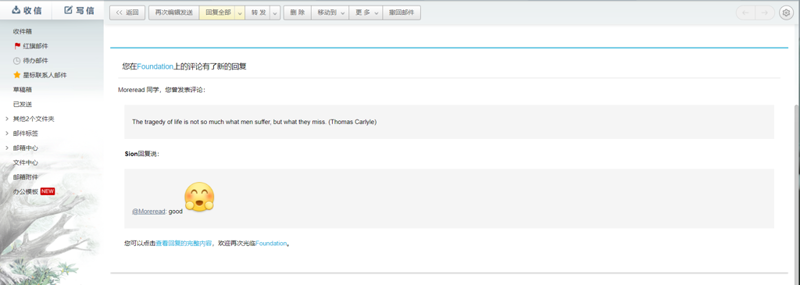 收信 写信
<< 返回 再次编辑发送 回复全部 转 发 删 除 移动到 更 多 撤回邮件
收件箱
红旗邮件
待办邮件
星标联系人邮件
草稿箱
已发送
其他2个文件夹
邮件标签
邮箱中心
文件中心
邮箱附件
办公模板 NEW
您在Foundation上的评论有了新的回复
Moreread 同学，您曾发表评论:
The tragedy of life is not so much what men suffer, but what they miss. (Thomas Carlyle)
Sion回复说:
@Moreread: good
您可以点击查看回复的完整内容，欢迎再次光临Foundation。